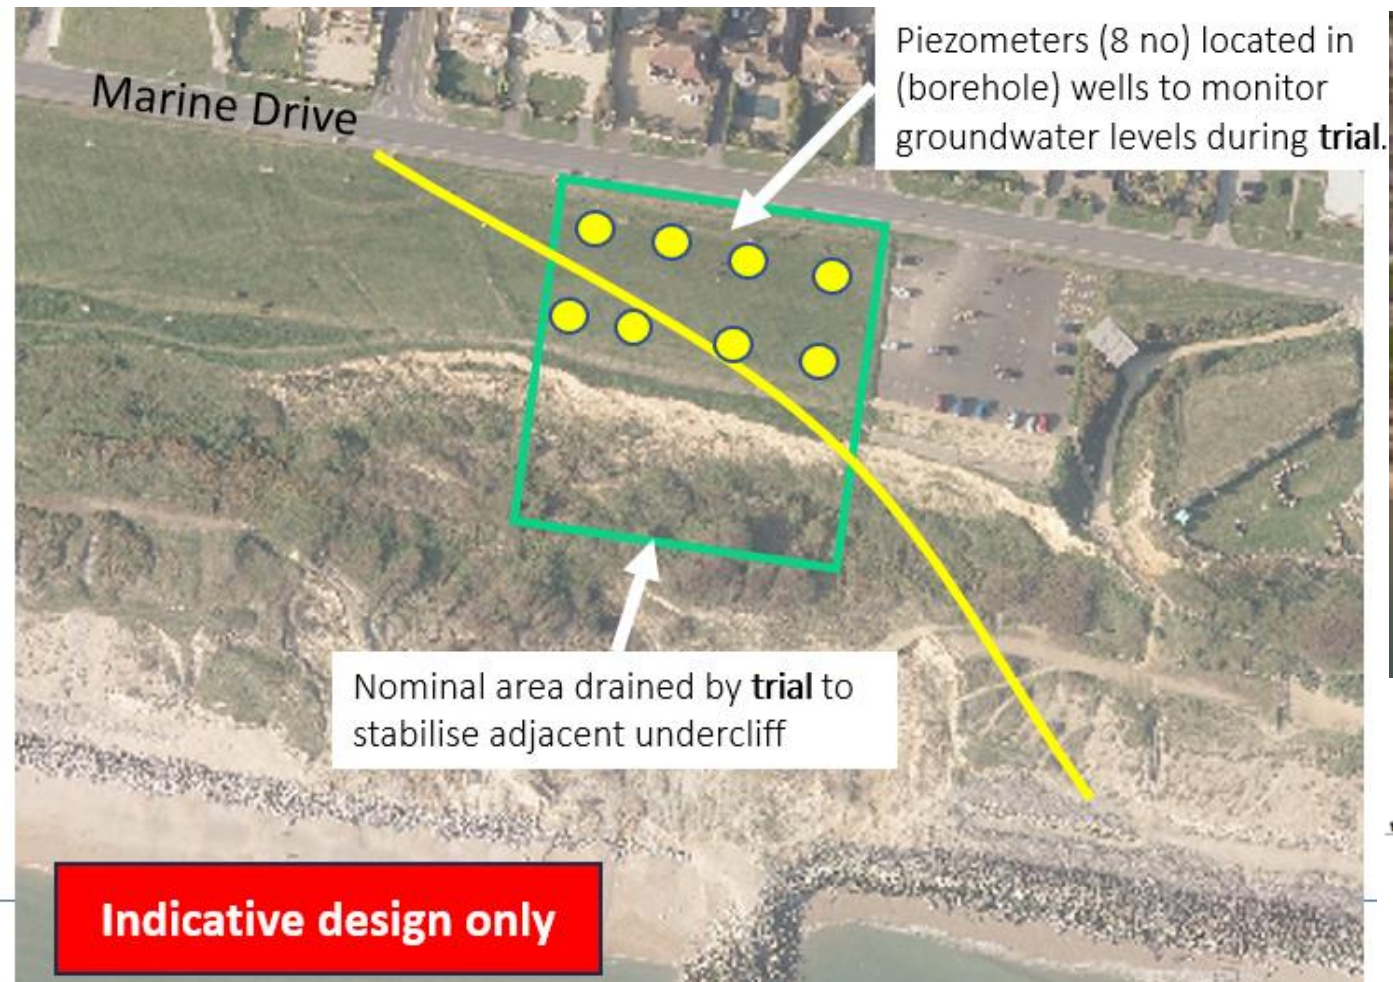 Piezometers (8 no) located in
(borehole) wells to monitor
groundwater levels during trial.
Marine Drive
Nominal area drained by trial to
stabilise adjacent undercliff
Indicative design only